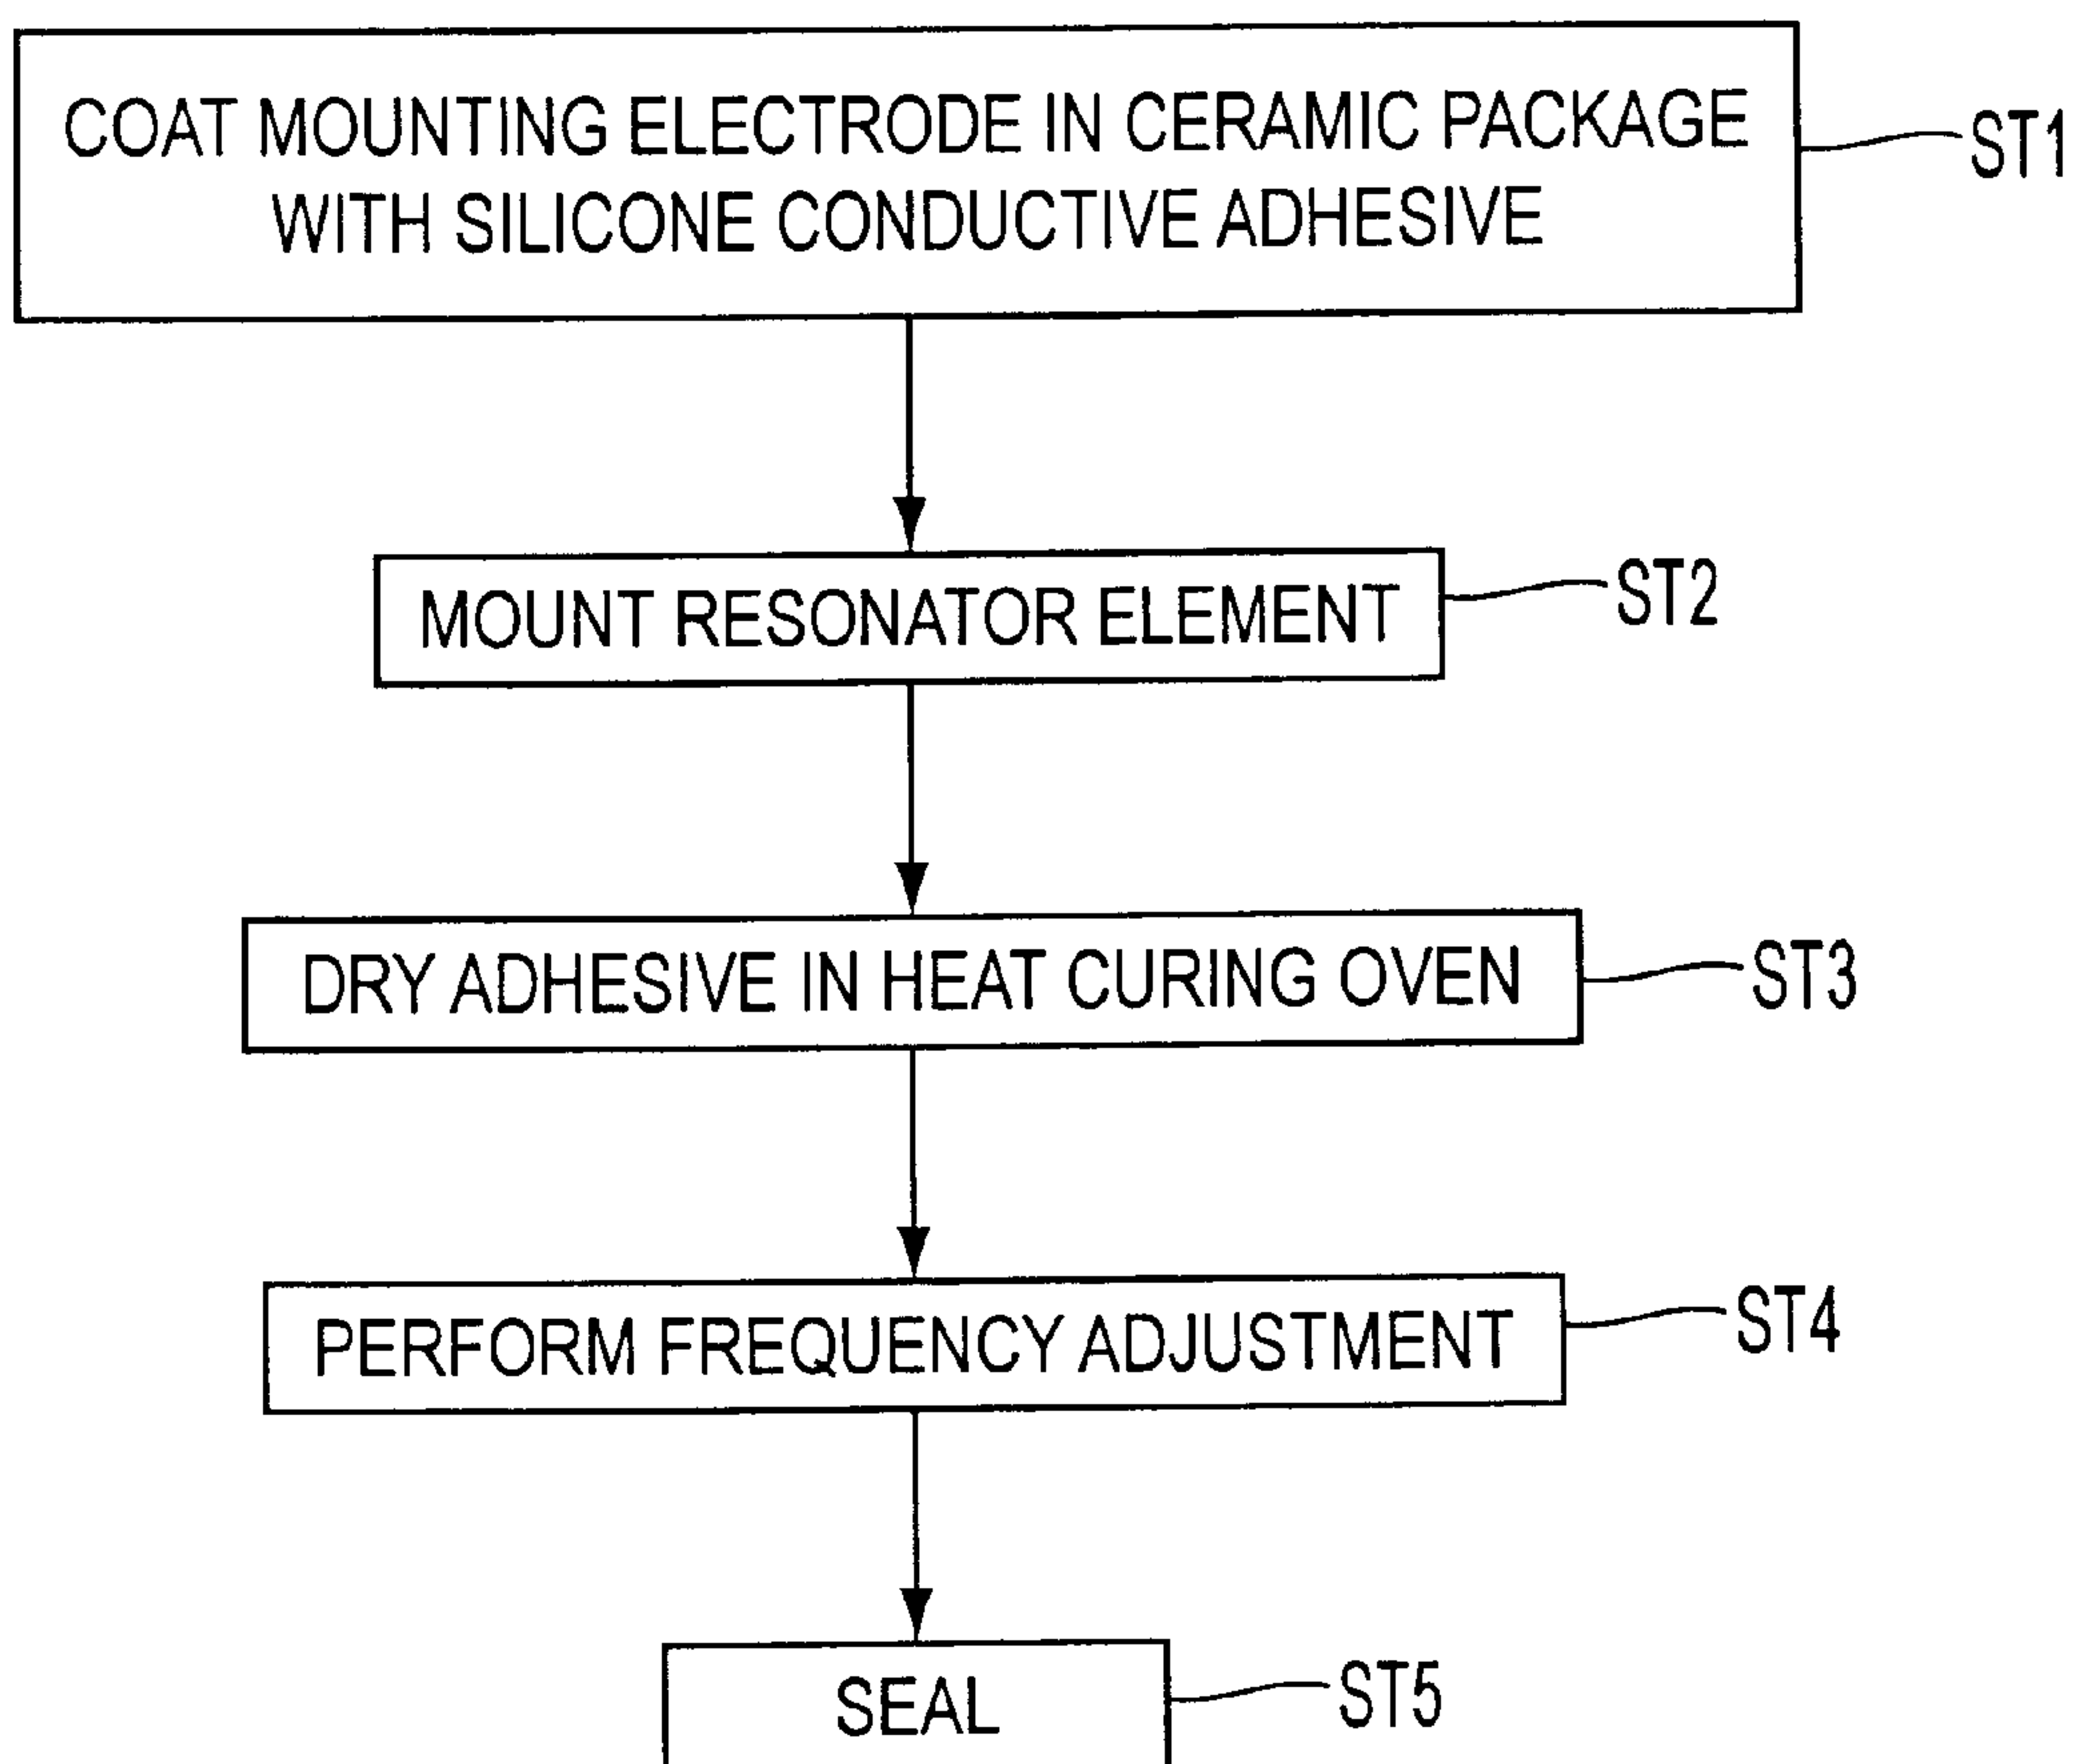 COAT MOUNTING ELECTRODE IN CERAMIC PACKAGE
WITH SILICONE CONDUCTIVE ADHESIVE
ST1
MOUNT RESONATOR ELEMENT
ST2
DRY ADHESIVE IN HEAT CURING OVEN
ST3
PERFORM FREQUENCY ADJUSTMENT
ST4
SEAL
ST5